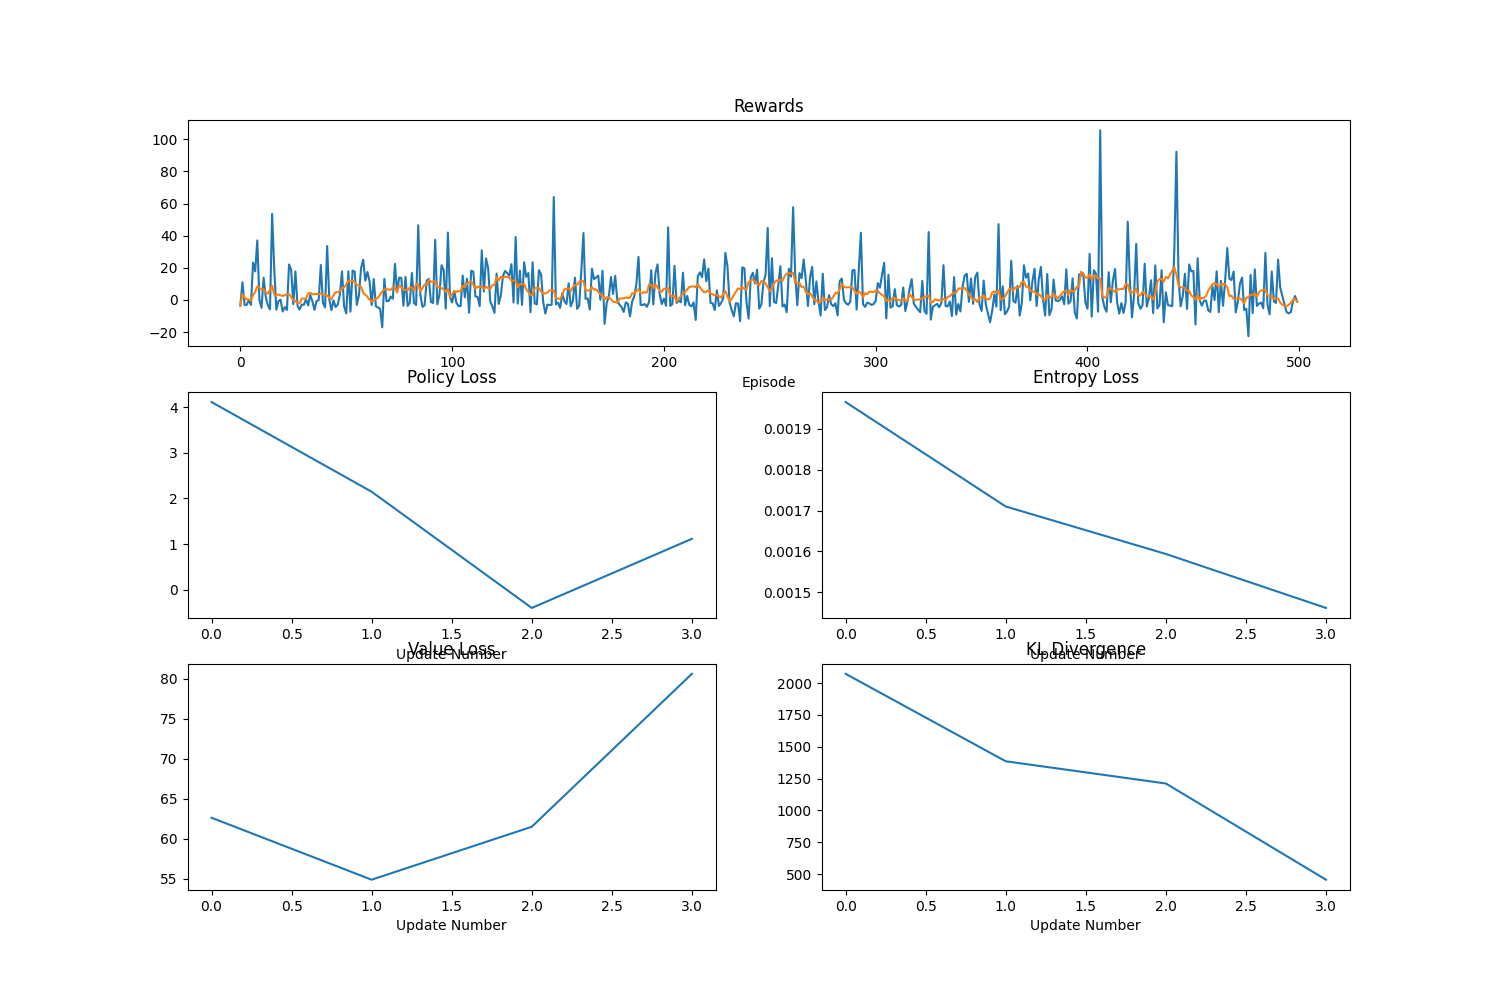 Rewards
100
80
60
40
20
0
−20
0 100 200 300 400 500
Episode
Policy Loss
4
3
2
1
0
0.0 0.5 1.0 1.5 2.0 2.5 3.0
Update Number
Entropy Loss
0.0019
0.0018
0.0017
0.0016
0.0015
0.0 0.5 1.0 1.5 2.0 2.5 3.0
Update Number
Value Loss
80
75
70
65
60
55
0.0 0.5 1.0 1.5 2.0 2.5 3.0
Update Number
KL Divergence
2000
1750
1500
1250
1000
750
500
0.0 0.5 1.0 1.5 2.0 2.5 3.0
Update Number